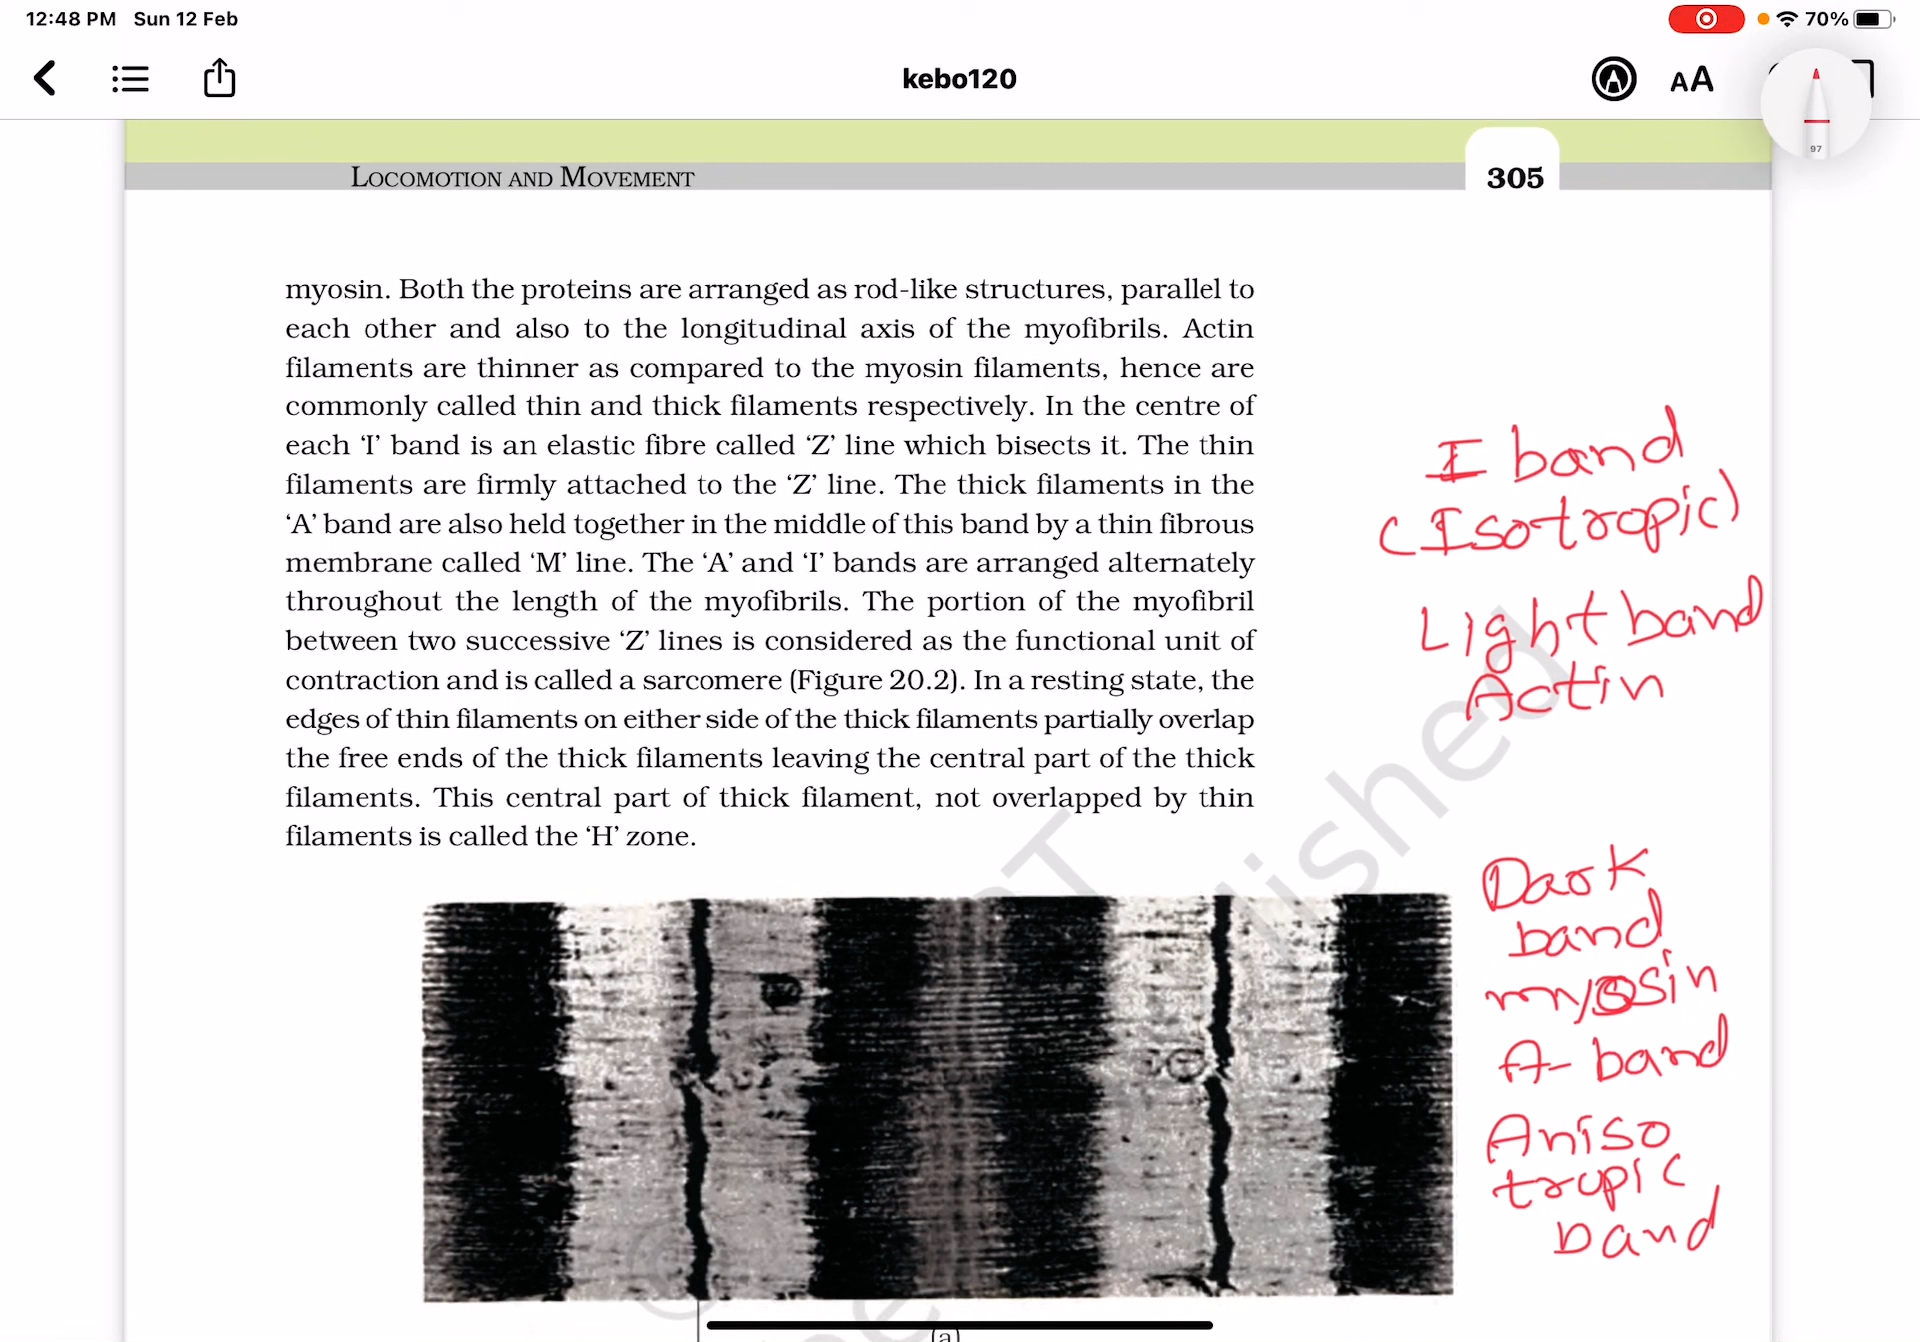 12:48 PM Sun 12 Feb
70%
kebo120
AA
97
LOCOMOTION AND MOVEMENT
305
myosin. Both the proteins are arranged as rod-like structures, parallel to
each other and also to the longitudinal axis of the myofibrils. Actin
filaments are thinner as compared to the myosin filaments, hence are
commonly called thin and thick filaments respectively. In the centre of
each ‘I’ band is an elastic fibre called ‘Z’ line which bisects it. The thin
filaments are firmly attached to the ‘Z’ line. The thick filaments in the
‘A’ band are also held together in the middle of this band by a thin fibrous
membrane called ‘M’ line. The ‘A’ and ‘I’ bands are arranged alternately
throughout the length of the myofibrils. The portion of the myofibril
between two successive ‘Z’ lines is considered as the functional unit of
contraction and is called a sarcomere (Figure 20.2). In a resting state, the
edges of thin filaments on either side of the thick filaments partially overlap
the free ends of the thick filaments leaving the central part of the thick
filaments. This central part of thick filament, not overlapped by thin
filaments is called the ‘H’ zone.
I band
(Isotropic)
Light band
Actin
Dark
band
myosin
A- band
Aniso
tropic
band
(a)